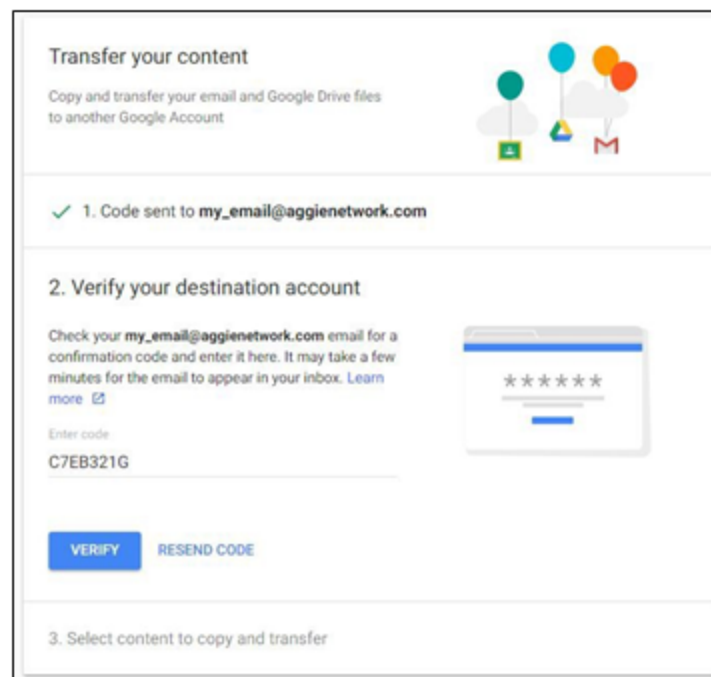 Transfer your content
Copy and transfer your email and Google Drive files
to another Google Account
1. Code sent to my_email@aggienetwork.com
2. Verify your destination account
Check your my_email@aggienetwork.com email for a
confirmation code and enter it here. It may take a few
minutes for the email to appear in your inbox. Learn
more
Enter code
C7EB321G
VERIFY RESEND CODE
3. Select content to copy and transfer